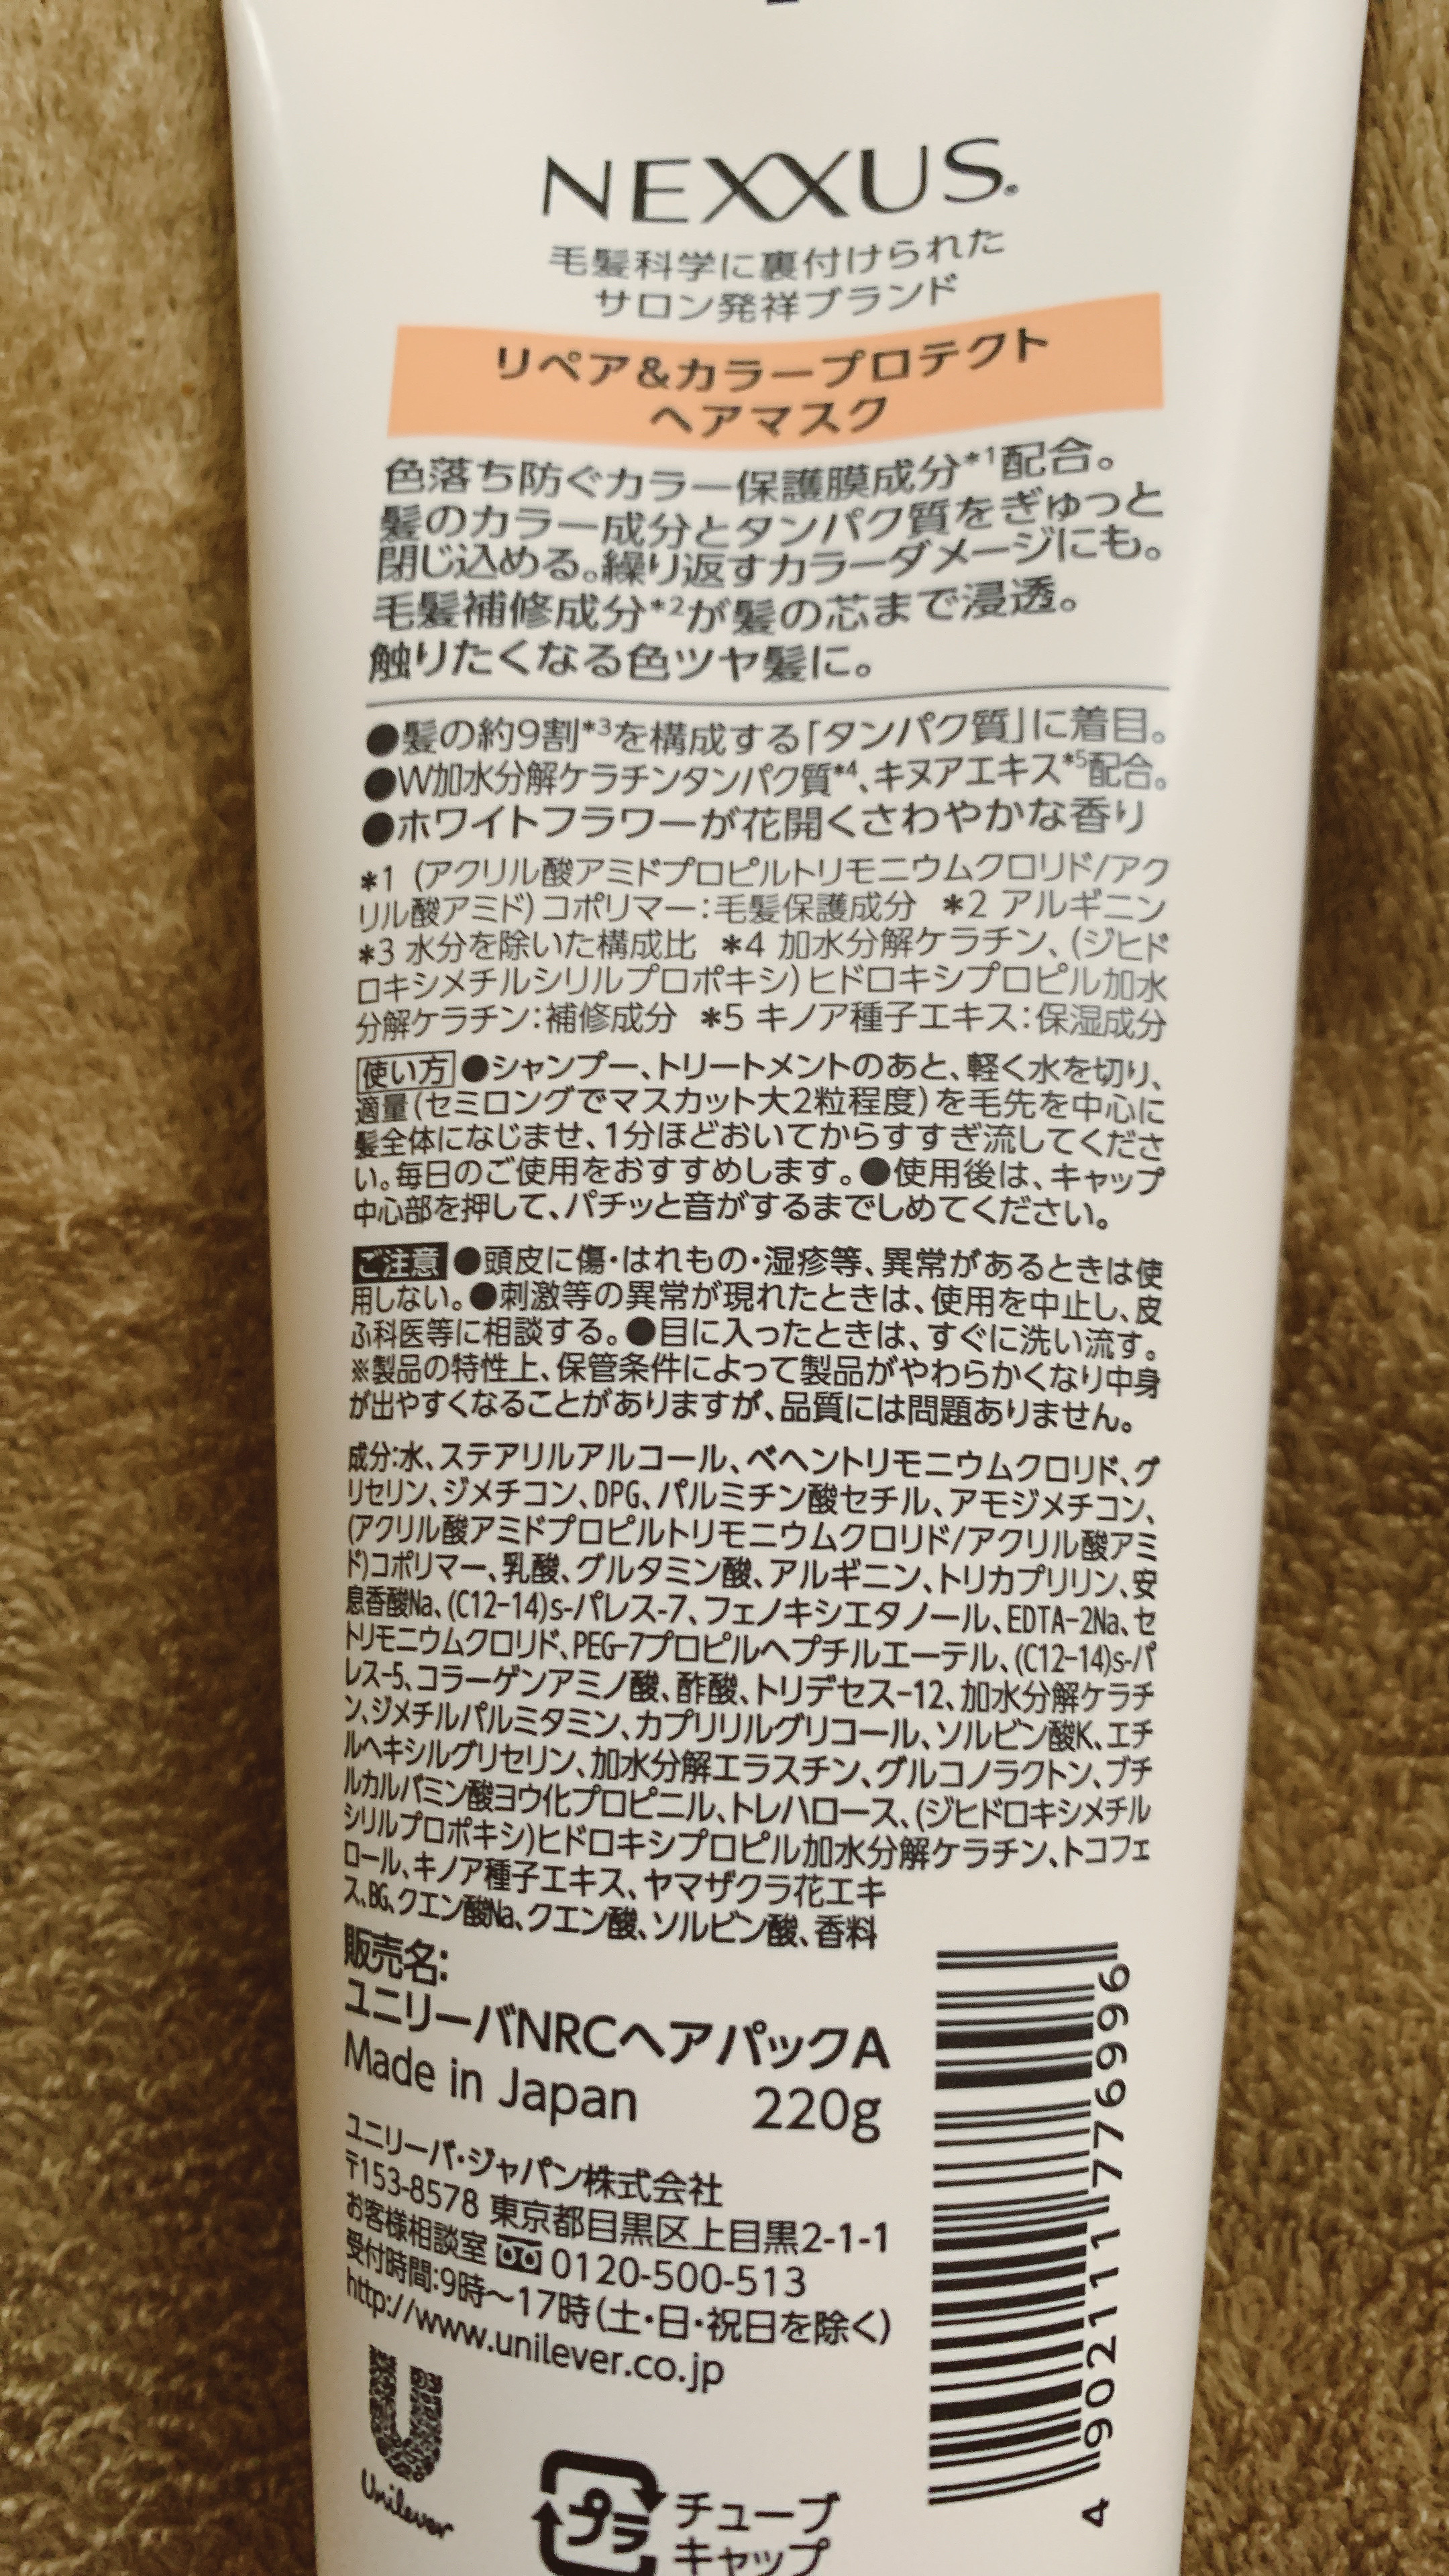 NEXXUS®
毛髪科学に裏付けられた
サロン発祥ブランド
リペア&カラープロテクト
ヘアマスク
色落ち防ぐカラー保護膜成分*1配合。
髪のカラー成分とタンパク質をぎゅっと
閉じ込める。繰り返すカラーダメージにも。
毛髪補修成分*2が髪の芯まで浸透。
触りたくなる色ツヤ髪に。
●髪の約9割*3を構成する「タンパク質」に着目。
●W加水分解ケラチンタンパク質*4、キヌアエキス*5配合。
●ホワイトフラワーが花開くさわやかな香り
*1 (アクリル酸アミドプロピルトリモニウムクロリド/アク
リル酸アミド)コポリマー:毛髪保護成分 *2 アルギニン
*3 水分を除いた構成比 *4 加水分解ケラチン、(ジヒド
ロキシメチルシリルプロポキシ)ヒドロキシプロピル加水
分解ケラチン:補修成分 *5 キノア種子エキス:保湿成分
使い方 ●シャンプー、トリートメントのあと、軽く水を切り、
適量(セミロングでマスカット大2粒程度)を毛先を中心に
髪全体になじませ、1分ほどおいてからすすぎ流してくださ
い。毎日のご使用をおすすめします。●使用後は、キャップ
中心部を押して、パチッと音がするまでしめてください。
ご注意 ●頭皮に傷・はれもの・湿疹等、異常があるときは使
用しない。●刺激等の異常が現れたときは、使用を中止し、皮
ふ科医等に相談する。●目に入ったときは、すぐに洗い流す。
※製品の特性上、保管条件によって製品がやわらかくなり中身
が出やすくなることがありますが、品質には問題ありません。
成分:水、ステアリルアルコール、ベヘントリモニウムクロリド、グ
リセリン、ジメチコン、DPG、パルミチン酸セチル、アモジメチコン、
(アクリル酸アミドプロピルトリモニウムクロリド/アクリル酸アミ
ド)コポリマー、乳酸、グルタミン酸、アルギニン、トリカプリリン、安
息香酸Na、(C12-14)s-パレス-7、フェノキシエタノール、EDTA-2Na、セ
トリモニウムクロリド、PEG-7プロピルヘプチルエーテル、(C12-14)s-パ
レス-5、コラーゲンアミノ酸、酢酸、トリデセス-12、加水分解ケラチ
ン、ジメチルパルミタミン、カプリリルグリコール、ソルビン酸K、エチ
ルヘキシルグリセリン、加水分解エラスチン、グルコノラクトン、ブチ
ルカルバミン酸ヨウ化プロピニル、トレハロース、(ジヒドロキシメチル
シリルプロポキシ)ヒドロキシプロピル加水分解ケラチン、トコフェ
ロール、キノア種子エキス、ヤマザクラ花エキ
ス、BG、クエン酸Na、クエン酸、ソルビン酸、香料
販売名:
ユニリーバNRCヘアパックA
Made in Japan 220g
ユニリーバ・ジャパン株式会社
〒153-8578 東京都目黒区上目黒2-1-1
お客様相談室 0120-500-513
受付時間:9時〜17時(土・日・祝日を除く)
http://www.unilever.co.jp
Unilever
プラ
チューブ
キャップ
4 902111 776996